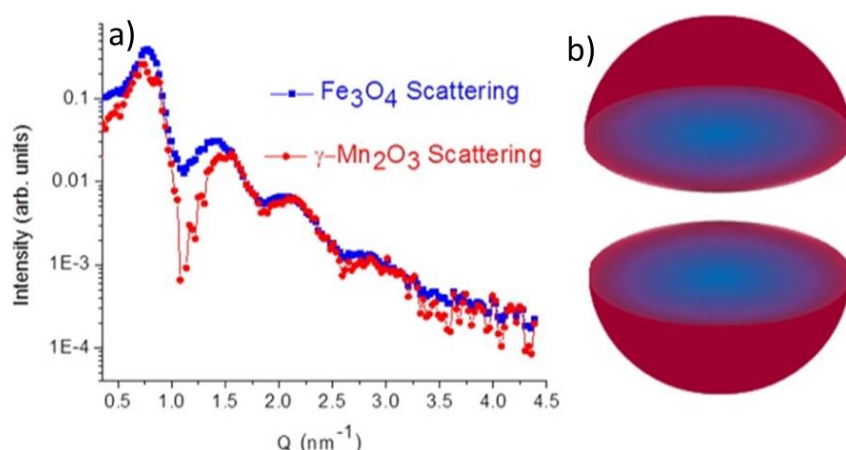 a)
Fe₃O₄ Scattering
γ-Mn₂O₃ Scattering
Intensity (arb. units)
0.1
0.01
1E-3
1E-4
0.5 1.0 1.5 2.0 2.5 3.0 3.5 4.0 4.5
Q (nm⁻¹)
b)